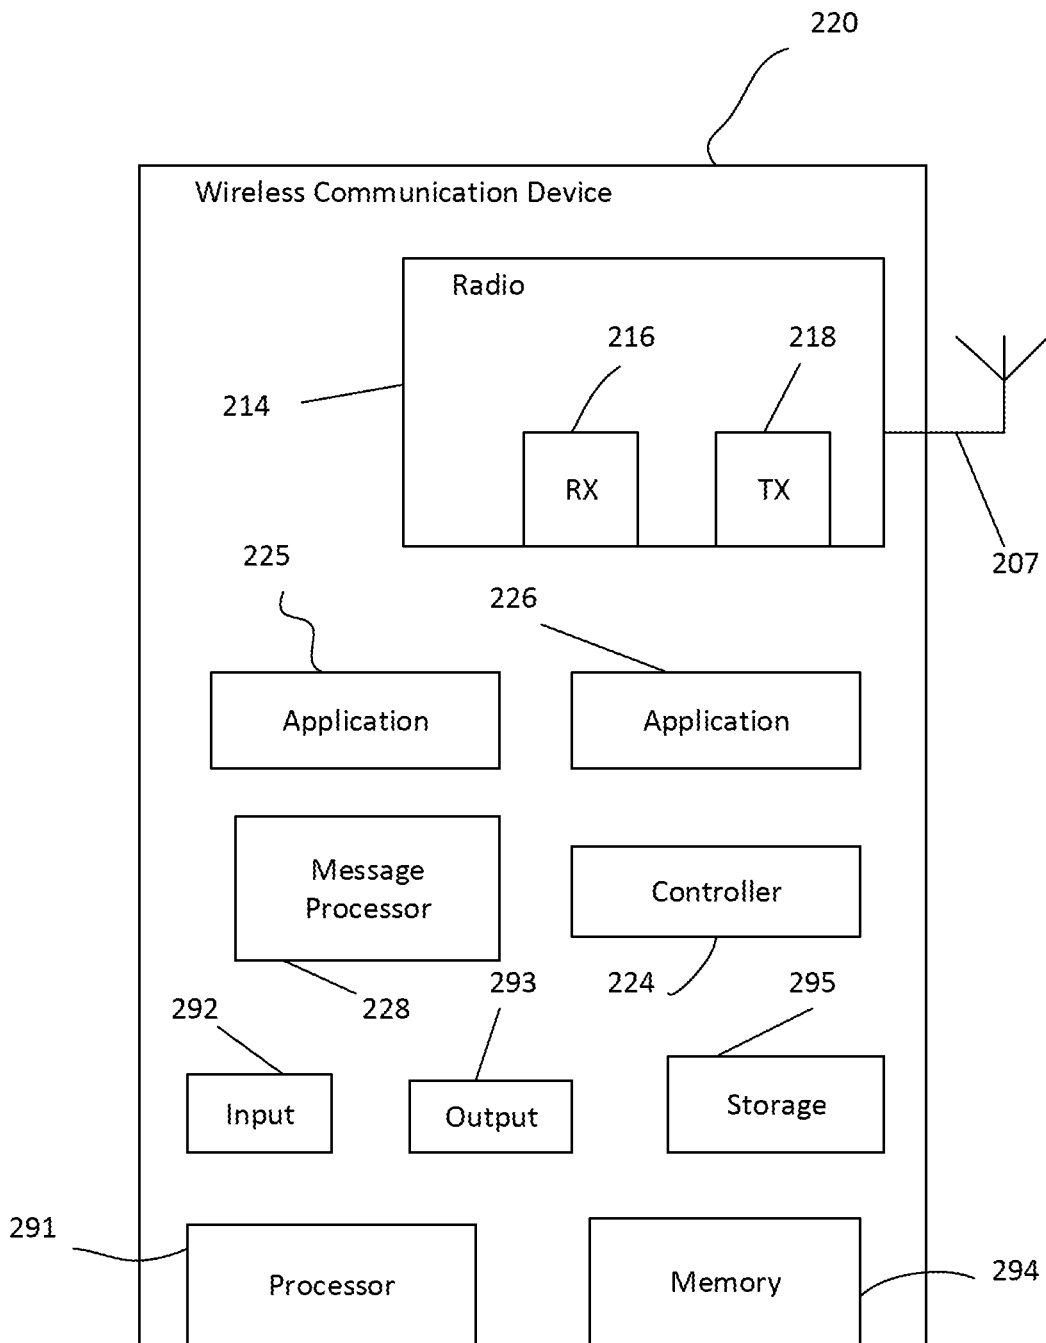 220
Wireless Communication Device
Radio
216
218
214
RX
TX
207
225
226
Application
Application
Message
Processor
Controller
228
293
224
295
292
Input
Output
Storage
291
Processor
Memory
294